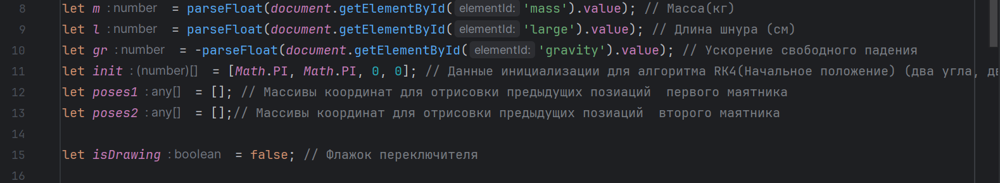 8 let m : number = parseFloat(document.getElementById( elementId: 'mass').value); // Масса(кг)
9 let l : number = parseFloat(document.getElementById( elementId: 'large').value); // Длина шнура (см)
10 let gr : number = -parseFloat(document.getElementById( elementId: 'gravity').value); // Ускорение свободного падения
11 let init : (number)[] = [Math.PI, Math.PI, 0, 0]; // Данные инициализации для алгоритма RK4(Начальное положение) (два угла, дв
12 let poses1 : any[] = []; // Массивы координат для отрисовки предыдущих позиаций  первого маятника
13 let poses2 : any[] = [];// Массивы координат для отрисовки предыдущих позиаций  второго маятника
14
15 let isDrawing : boolean = false; // Флажок переключителя
16